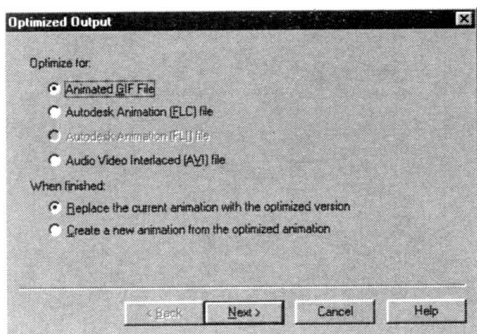 Optimized Output
Optimize for:
Animated GIF File
Autodesk Animation (FLC) file
Autodesk Animation (FLI) file
Audio Video Interlaced (AVI) file
When finished:
Replace the current animation with the optimized version
Create a new animation from the optimized animation
< Back Next > Cancel Help